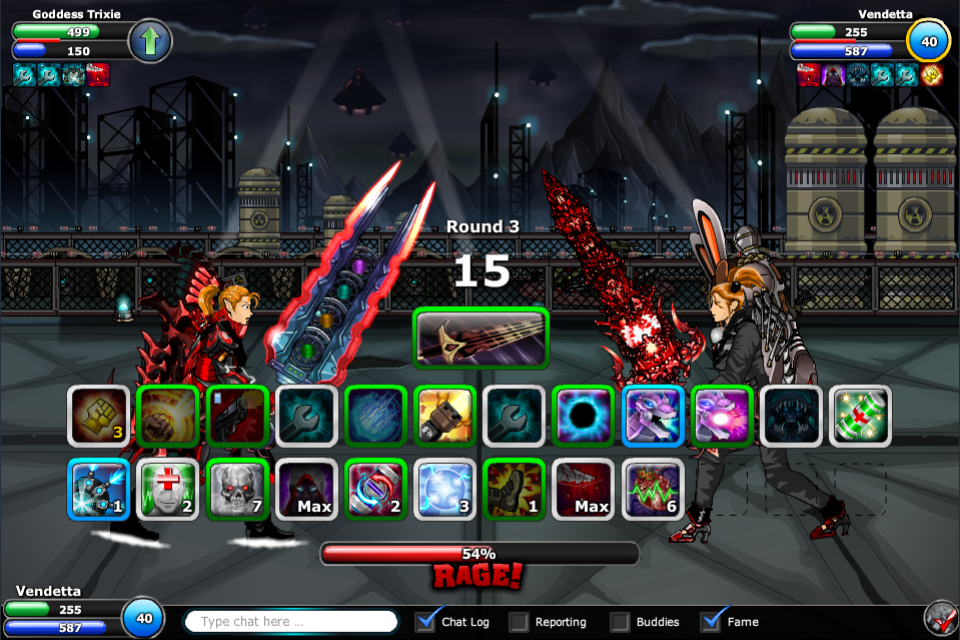 Goddess Trixie
499
150
Vendetta
255
587
40
Round 3
15
3
1
2
7
Max
2
3
1
Max
6
54%
RAGE!
Vendetta
255
587
40
Type chat here ...
Chat Log
Reporting
Buddies
Fame